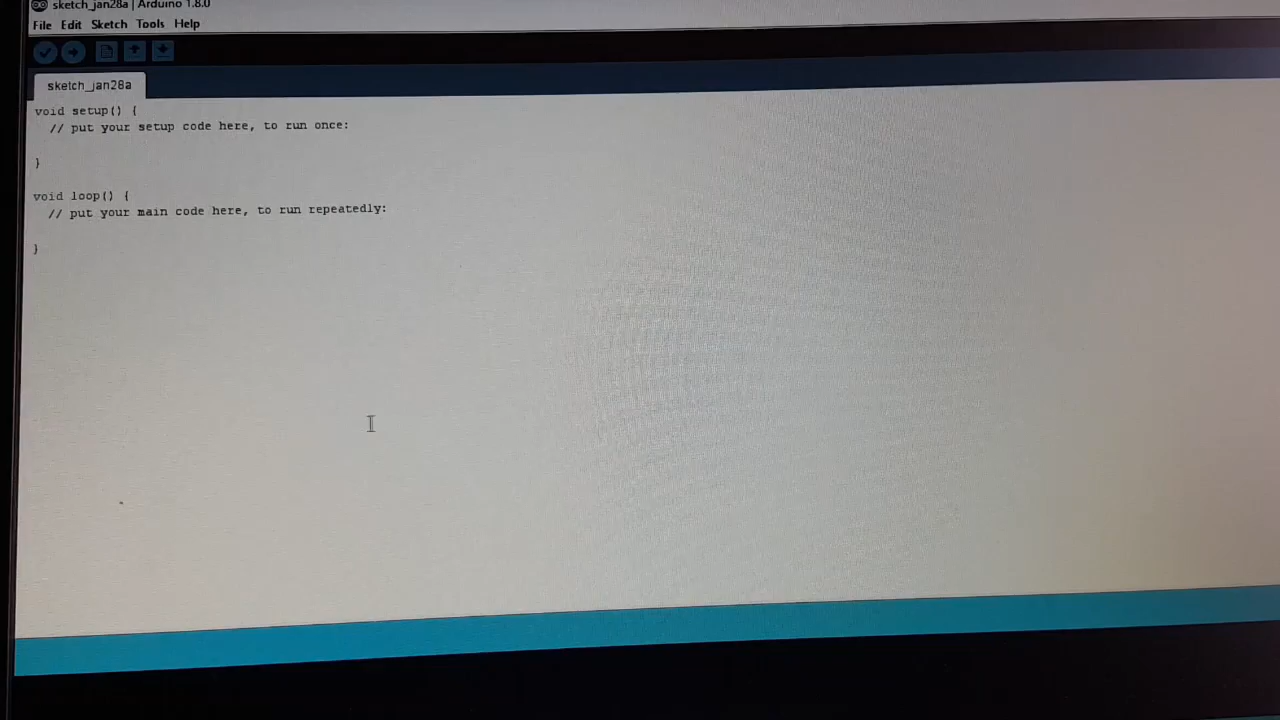 sketch_jan28a | Arduino 1.8.0
File Edit Sketch Tools Help
sketch_jan28a
void setup() {
// put your setup code here, to run once:
}
void loop() {
// put your main code here, to run repeatedly:
}